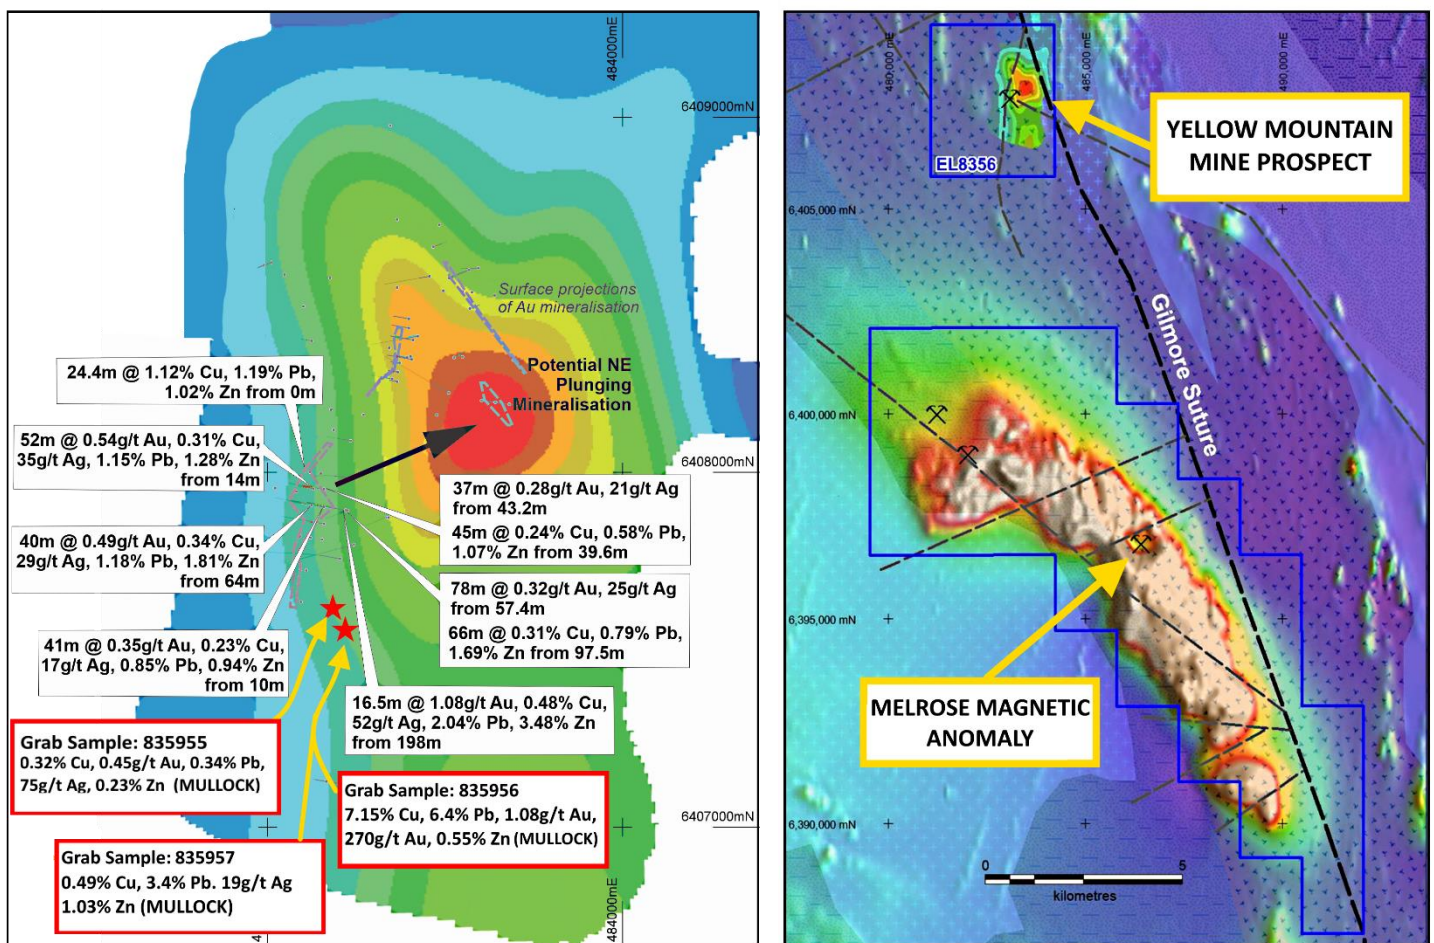 484000mE
6409000mN
Surface projections
of Au mineralisation
Potential NE
Plunging
Mineralisation
24.4m @ 1.12% Cu, 1.19% Pb,
1.02% Zn from 0m
52m @ 0.54g/t Au, 0.31% Cu,
35g/t Ag, 1.15% Pb, 1.28% Zn
from 14m
6408000mN
40m @ 0.49g/t Au, 0.34% Cu,
29g/t Ag, 1.18% Pb, 1.81% Zn
from 64m
37m @ 0.28g/t Au, 21g/t Ag
from 43.2m
45m @ 0.24% Cu, 0.58% Pb,
1.07% Zn from 39.6m
78m @ 0.32g/t Au, 25g/t Ag
from 57.4m
66m @ 0.31% Cu, 0.79% Pb,
1.69% Zn from 97.5m
41m @ 0.35g/t Au, 0.23% Cu,
17g/t Ag, 0.85% Pb, 0.94% Zn
from 10m
16.5m @ 1.08g/t Au, 0.48% Cu,
52g/t Ag, 2.04% Pb, 3.48% Zn
from 198m
Grab Sample: 835955
0.32% Cu, 0.45g/t Au, 0.34% Pb,
75g/t Ag, 0.23% Zn (MULLOCK)
Grab Sample: 835956
7.15% Cu, 6.4% Pb, 1.08g/t Au,
270g/t Au, 0.55% Zn (MULLOCK)
6407000mN
Grab Sample: 835957
0.49% Cu, 3.4% Pb. 19g/t Ag
1.03% Zn (MULLOCK)
4
484000mE
480,000 mE
485,000 mE
490,000 mE
YELLOW MOUNTAIN
MINE PROSPECT
EL8356
6,405,000 mN
Gilmore Suture
6,400,000 mN
6,395,000 mN
MELROSE MAGNETIC
ANOMALY
6,390,000 mN
0
5
kilometres